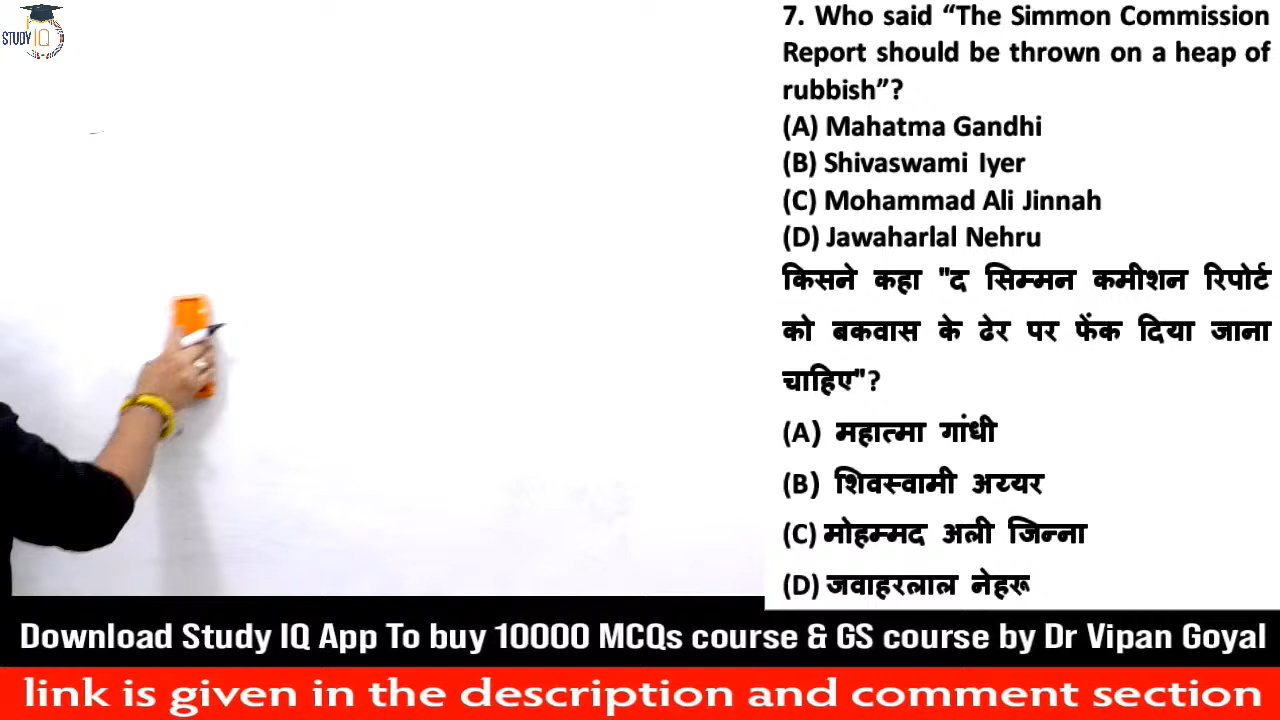 STUDY IQ
7. Who said “The Simmon Commission
Report should be thrown on a heap of
rubbish”?
(A) Mahatma Gandhi
(B) Shivaswami Iyer
(C) Mohammad Ali Jinnah
(D) Jawaharlal Nehru
किसने कहा "द सिम्मन कमीशन रिपोर्ट
को बकवास के ढेर पर फेंक दिया जाना
चाहिए"?
(A) महात्मा गांधी
(B) शिवस्वामी अय्यर
(C) मोहम्मद अली जिन्ना
(D) जवाहरलाल नेहरू
Download Study IQ App To buy 10000 MCQs course & GS course by Dr Vipan Goyal
link is given in the description and comment section